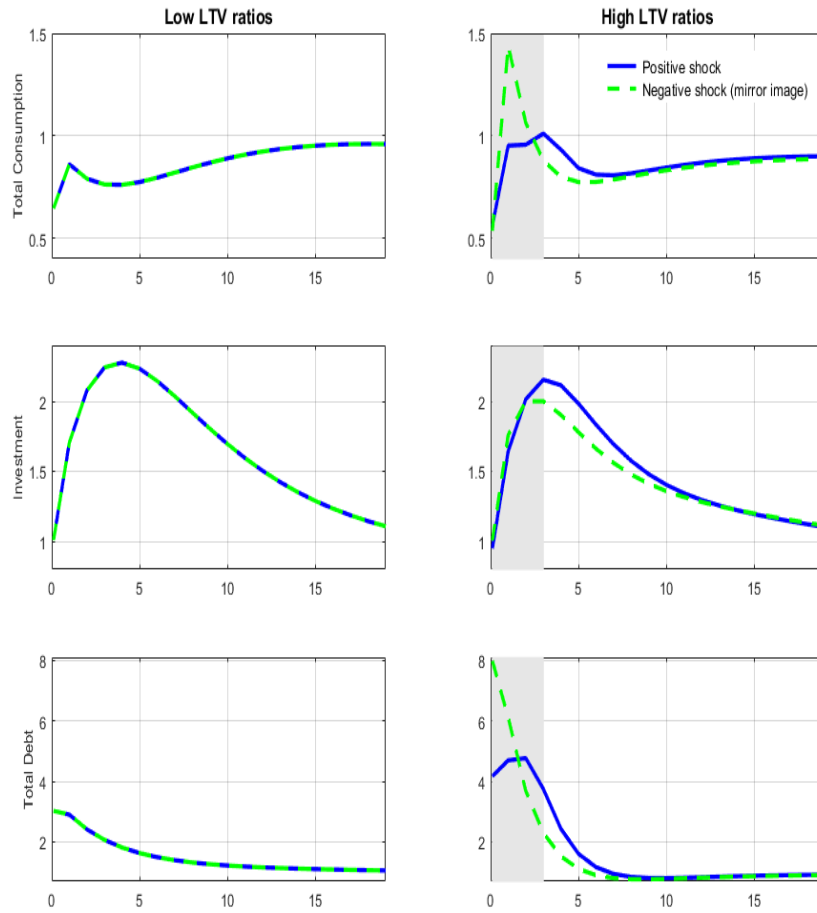 Low LTV ratios
High LTV ratios
Total Consumption
1.5
1
0.5
0 5 10 15
1.5
1
0.5
0 5 10 15
Positive shock
Negative shock (mirror image)
Investment
2
1.5
1
0 5 10 15
2
1.5
1
0 5 10 15
Total Debt
8
6
4
2
0 5 10 15
8
6
4
2
0 5 10 15